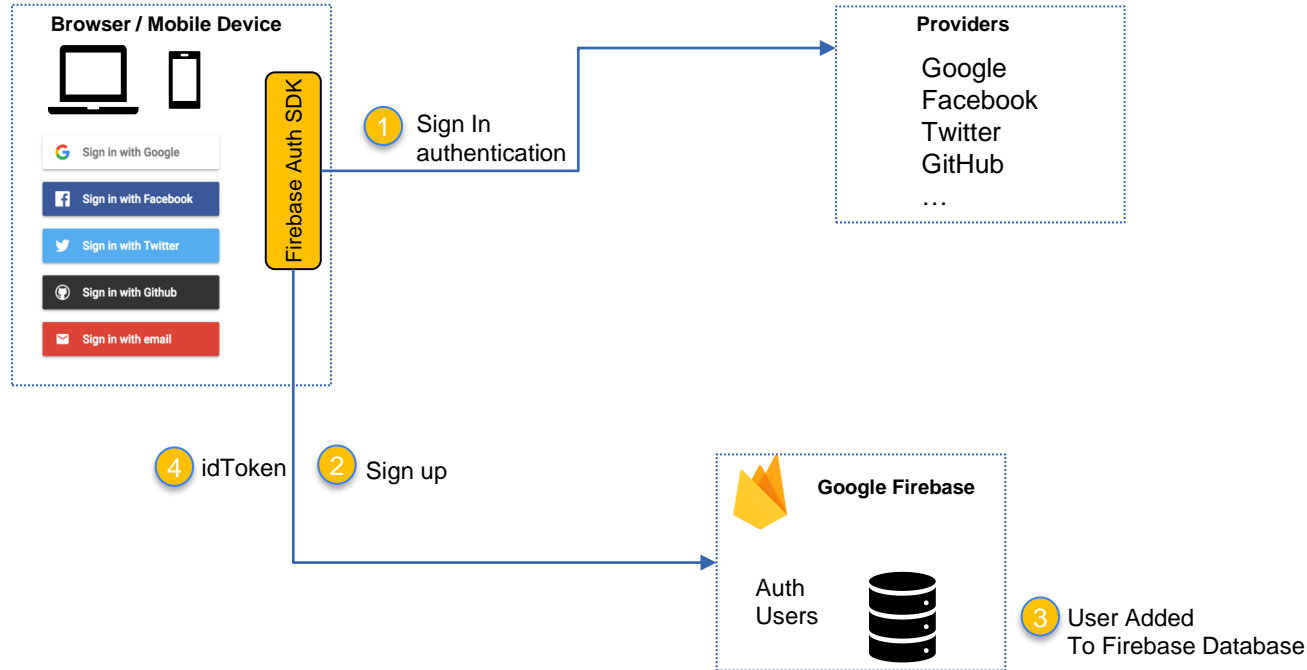 Browser / Mobile Device
Sign in with Google
Sign in with Facebook
Sign in with Twitter
Sign in with Github
Sign in with email
Firebase Auth SDK
1
Sign In
authentication
Providers
Google
Facebook
Twitter
GitHub
…
4
idToken
2
Sign up
Google Firebase
Auth
Users
3
User Added
To Firebase Database